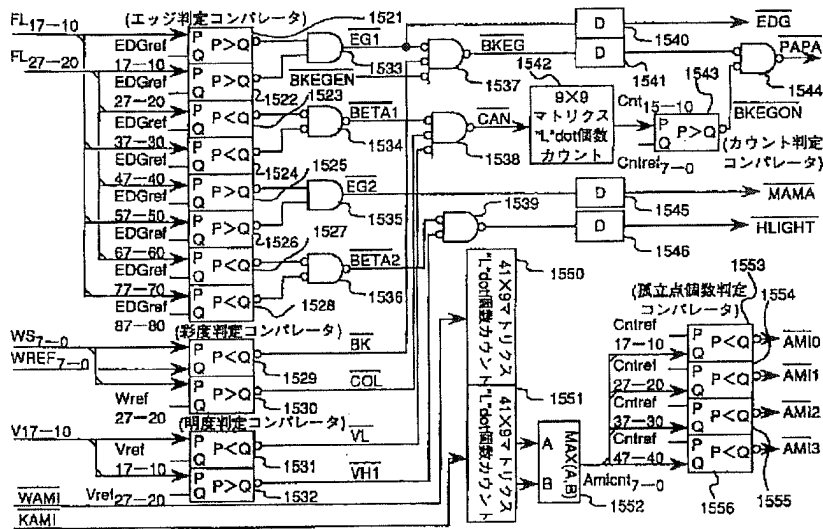 (エッジ判定コンパレータ)
FL17-10
FL27-20
EDGref
17-10
EDGref
27-20
EDGref
37-30
EDGref
47-40
EDGref
57-50
EDGref
67-60
EDGref
77-70
EDGref
87-80
P
Q
P>Q
P
Q
P>Q
P
Q
P<Q
P
Q
P<Q
P
Q
P>Q
P
Q
P>Q
P
Q
P<Q
P
Q
P<Q
1521
1522
1523
1524
1525
1526
1527
1528
EG1
1533
BKEGEN
BETA1
1534
EG2
1535
BETA2
1536
BKEG
1537
CAN
1538
1539
1542
9×9
マトリクス
"L"dot個数
カウント
Cnt15-10
1543
P
Q
P>Q
Cntref7-0
BKEGON
(カウント判定
コンパレータ)
D
1540
EDG
D
1541
1544
PAPA
D
1545
MAMA
D
1546
HLIGHT
(彩度判定コンパレータ)
WS7-0
WREF7-0
Wref
27-20
P
Q
P<Q
P
Q
P>Q
1529
1530
BK
COL
(明度判定コンパレータ)
V17-10
Vref
17-10
Vref27-20
P
Q
P<Q
P
Q
P>Q
1531
1532
VL
VH1
WAMI
KAMI
1550
41×9マトリクス
"L"dot個数カウント
1551
41×9マトリクス
"L"dot個数カウント
A
B
MAX(A,B)
1552
Amicnt7-0
(孤立点個数判定
コンパレータ)
1553
1554
1555
1556
Cntref
17-10
Cntref
27-20
Cntref
37-30
Cntref
47-40
P
Q
P<Q
P
Q
P<Q
P
Q
P<Q
P
Q
P<Q
AMI0
AMI1
AMI2
AMI3